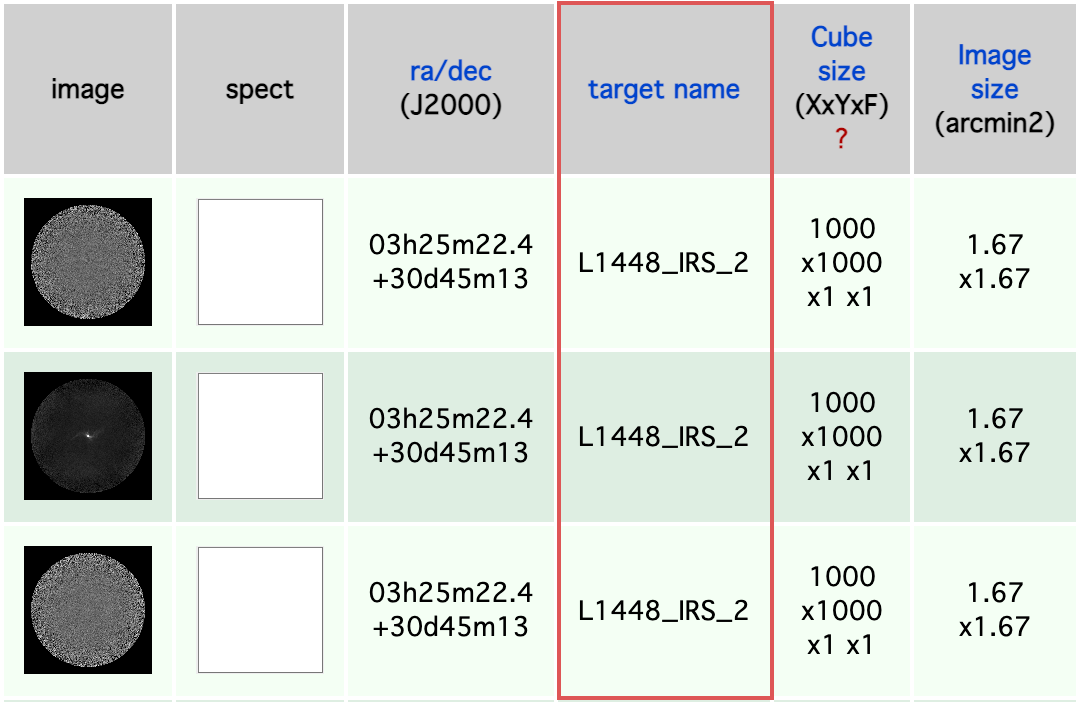 image
spect
ra/dec
(J2000)
target name
Cube
size
(XxYxF)
?
Image
size
(arcmin2)
03h25m22.4
+30d45m13
L1448_IRS_2
1000
x1000
x1 x1
1.67
x1.67
03h25m22.4
+30d45m13
L1448_IRS_2
1000
x1000
x1 x1
1.67
x1.67
03h25m22.4
+30d45m13
L1448_IRS_2
1000
x1000
x1 x1
1.67
x1.67